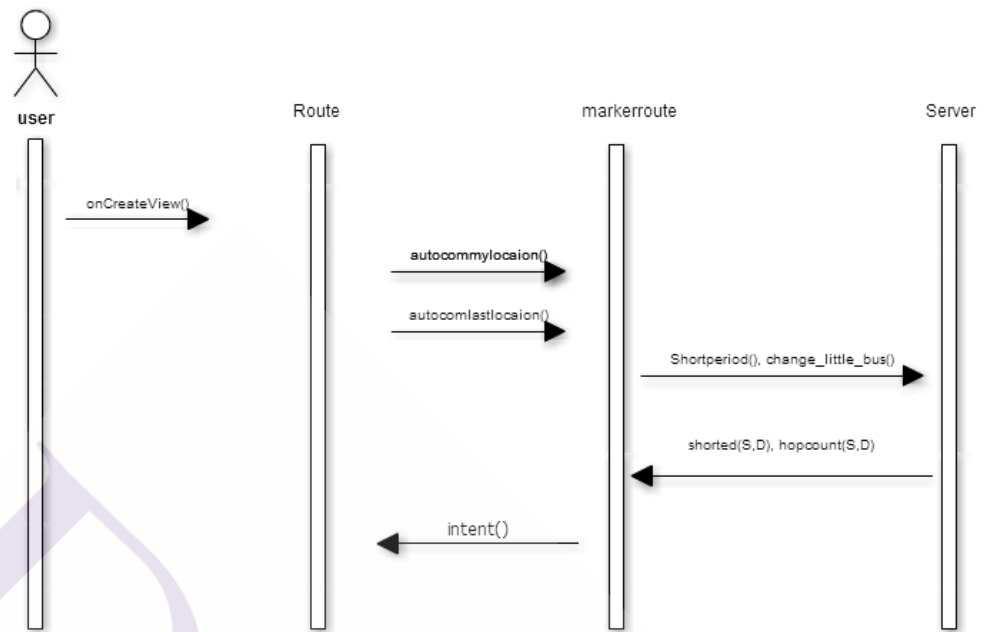 user
Route
markerroute
Server
onCreateView()
autocommylocaion()
autocomlastlocaion()
Shortperiod(), change_little_bus()
shorted(S,D), hopcount(S,D)
intent()